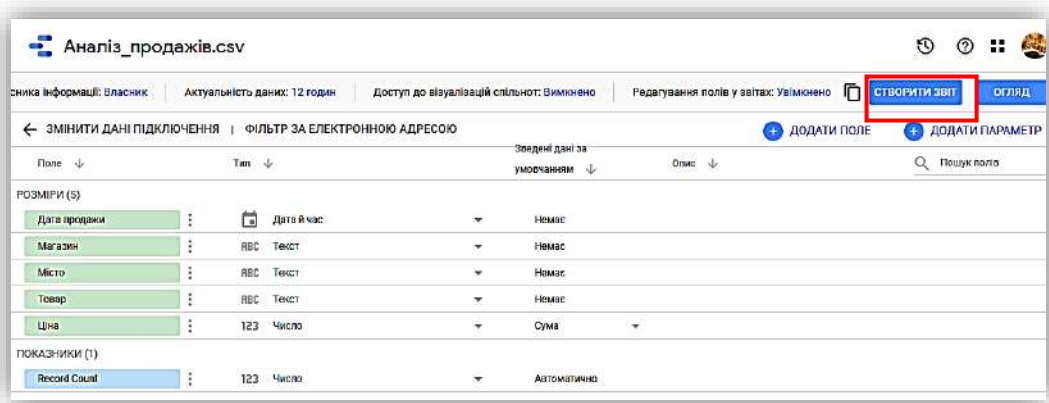 Аналіз_продажів.csv
сника інформації: Власник Актуальність даних: 12 годин Доступ до візуалізацій спільнот: Вимкнено Редагування полів у звітах: Увімкнено СТВОРИТИ ЗВІТ ОГЛЯД
ЗМІНИТИ ДАНІ ПІДКЛЮЧЕННЯ | ФІЛЬТР ЗА ЕЛЕКТРОННОЮ АДРЕСОЮ ДОДАТИ ПОЛЕ ДОДАТИ ПАРАМЕТР
Поле Тип Зведені дані за умовчанням Опис Пошук полів
РОЗМІРИ (5)
Дата продажи Дата й час Немає
Магазин ABC Текст Немає
Місто ABC Текст Немає
Товар ABC Текст Немає
Ціна 123 Число Сума
ПОКАЗНИКИ (1)
Record Count 123 Число Автоматично